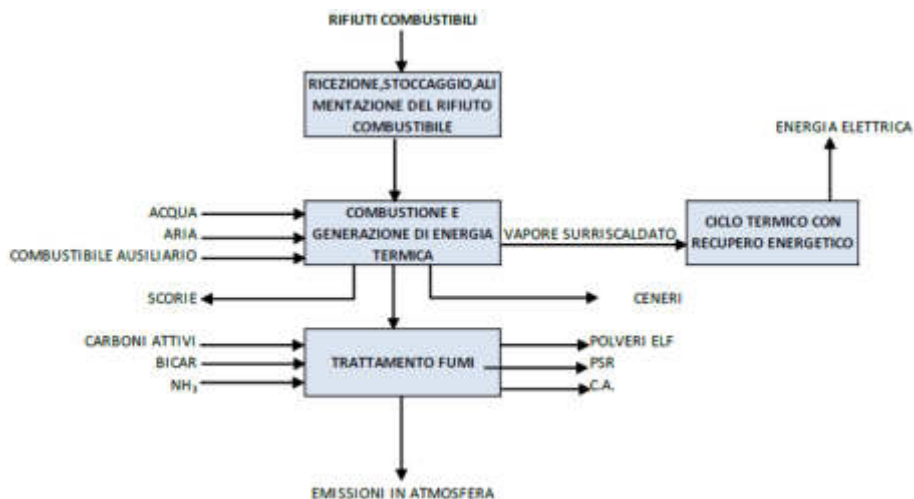 RIFIUTI COMBUSTIBILI
RICEZIONE,STOCCAGGIO,ALI
MENTAZIONE DEL RIFIUTO
COMBUSTIBILE
ENERGIA ELETTRICA
ACQUA
ARIA
COMBUSTIBILE AUSILIARIO
COMBUSTIONE E
GENERAZIONE DI ENERGIA
TERMICA
VAPORE SURRISCALDATO
CICLO TERMICO CON
RECUPERO ENERGETICO
SCORIE
CENERI
CARBONI ATTIVI
BICAR
NH₃
TRATTAMENTO FUMI
POLVERI ELF
PSR
C.A.
EMISSIONI IN ATMOSFERA